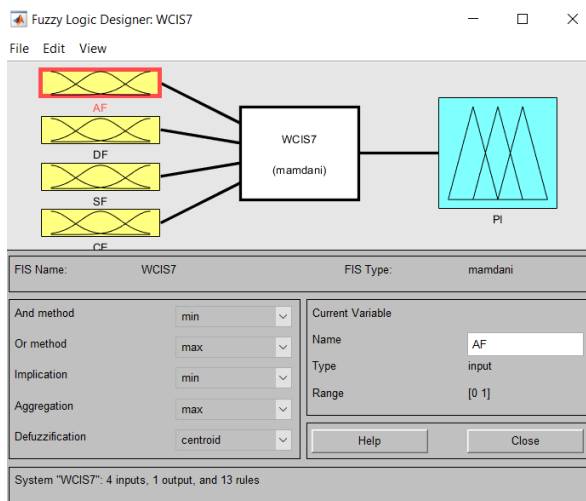 Fuzzy Logic Designer: WCIS7
File Edit View
AF
DF
SF
CF
WCIS7
(mamdani)
PI
FIS Name: WCIS7 FIS Type: mamdani
And method min
Or method max
Implication min
Aggregation max
Defuzzification centroid
Current Variable
Name AF
Type input
Range [0 1]
Help Close
System "WCIS7": 4 inputs, 1 output, and 13 rules